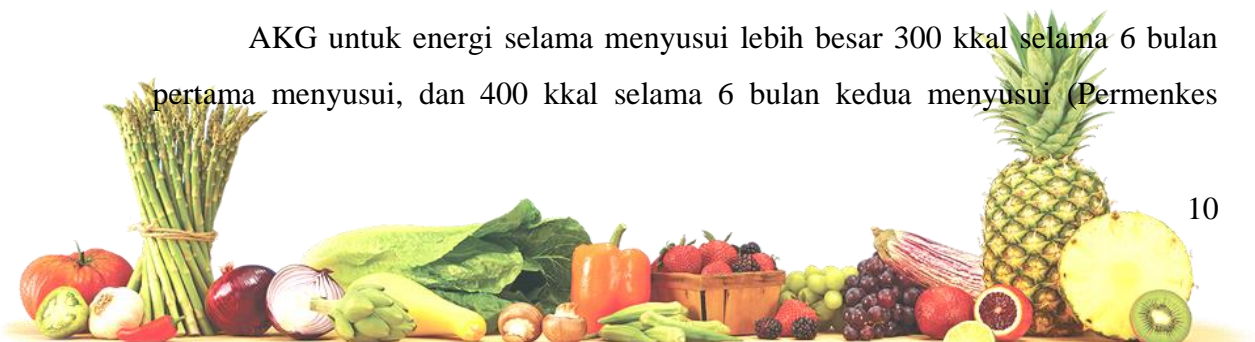 AKG untuk energi selama menyusui lebih besar 300 kkal selama 6 bulan
pertama menyusui, dan 400 kkal selama 6 bulan kedua menyusui (Permenkes
10